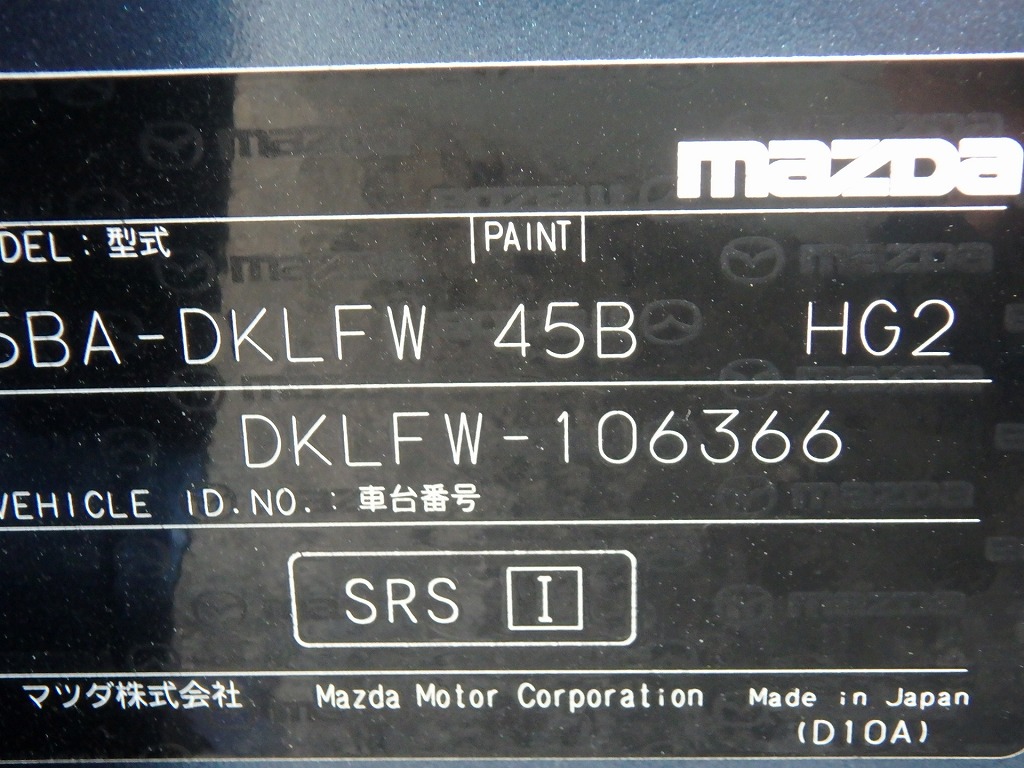 mazda
DEL: 型式 PAINT
5BA-DKLFW 45B HG2
DKLFW-106366
VEHICLE ID.NO.: 車台番号
SRS I
マツダ株式会社 Mazda Motor Corporation Made in Japan
(D10A)